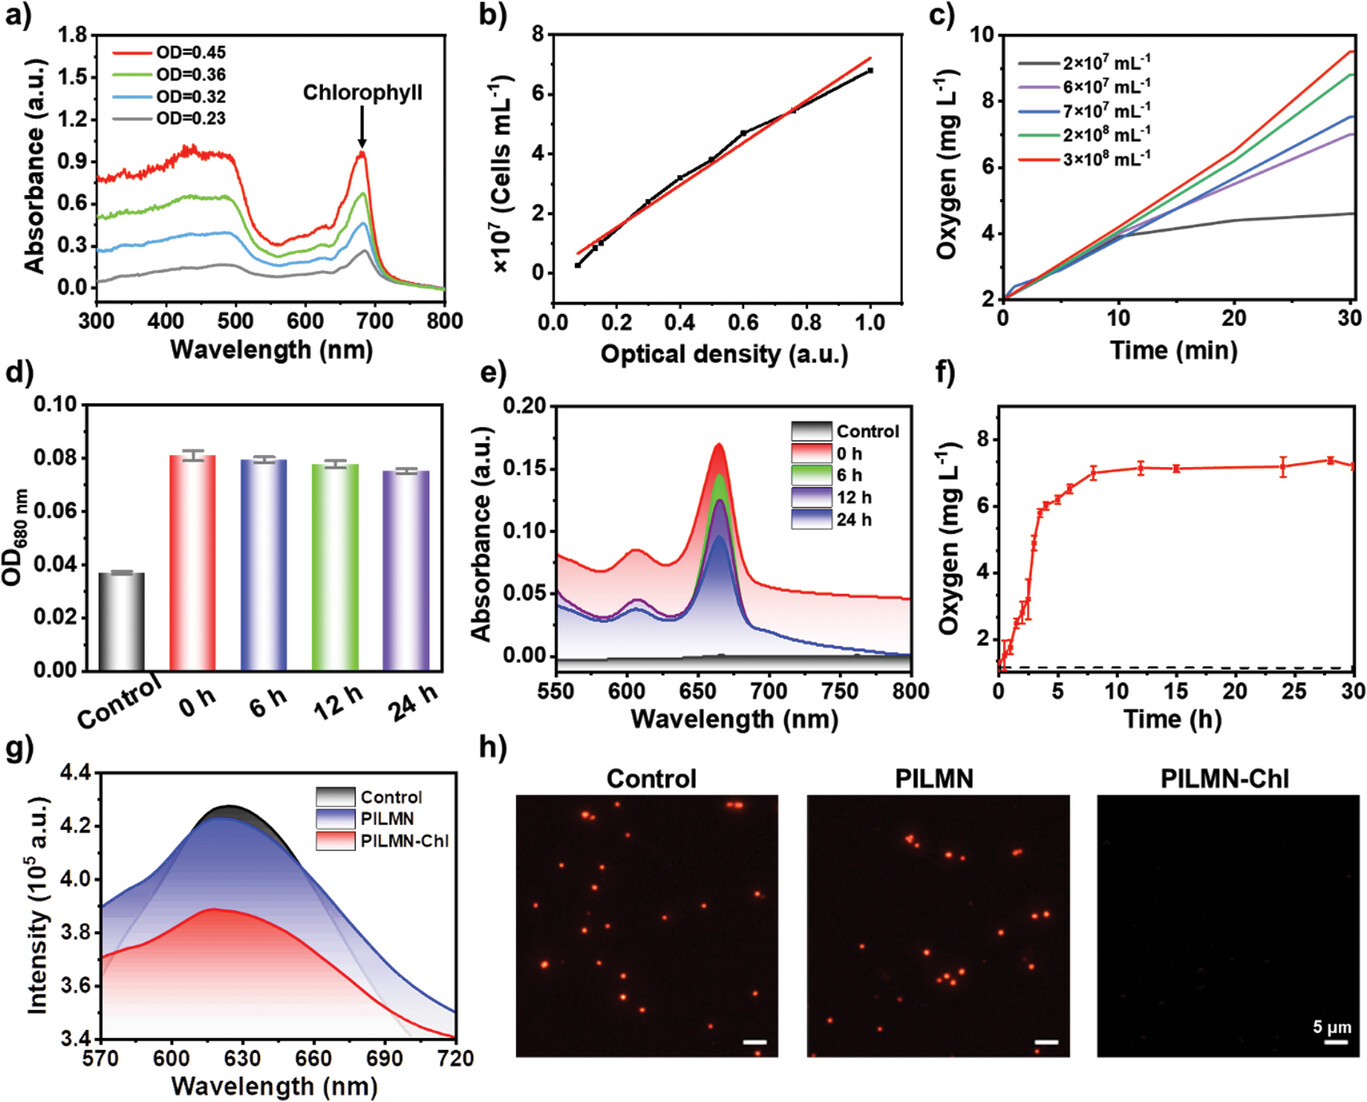 a)
1.8
1.5
1.2
0.9
0.6
0.3
0.0
Absorbance (a.u.)
OD=0.45
OD=0.36
OD=0.32
OD=0.23
Chlorophyll
300 400 500 600 700 800
Wavelength (nm)
b)
8
6
4
2
0
×10⁷ (Cells mL⁻¹)
0.0 0.2 0.4 0.6 0.8 1.0
Optical density (a.u.)
c)
10
8
6
4
2
Oxygen (mg L⁻¹)
2×10⁷ mL⁻¹
6×10⁷ mL⁻¹
7×10⁷ mL⁻¹
2×10⁸ mL⁻¹
3×10⁸ mL⁻¹
0 10 20 30
Time (min)
d)
0.10
0.08
0.06
0.04
0.02
0.00
OD680 nm
Control 0 h 6 h 12 h 24 h
e)
0.20
0.15
0.10
0.05
0.00
Absorbance (a.u.)
Control
0 h
6 h
12 h
24 h
550 600 650 700 750 800
Wavelength (nm)
f)
8
6
4
2
Oxygen (mg L⁻¹)
0 5 10 15 20 25 30
Time (h)
g)
4.4
4.2
4.0
3.8
3.6
3.4
Intensity (10⁵ a.u.)
Control
PILMN
PILMN-Chl
570 600 630 660 690 720
Wavelength (nm)
h)
Control PILMN PILMN-Chl
5 μm